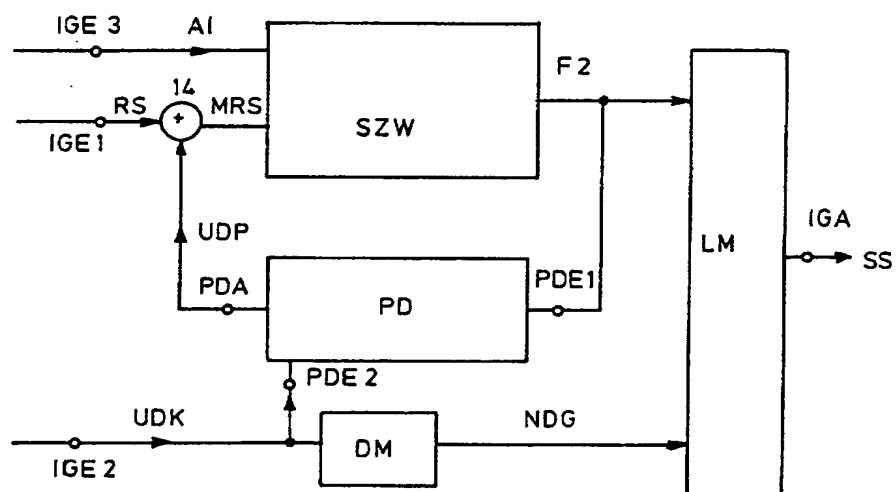 IGE 3 AI
14
F2
RS MRS
IGE1
SZW
UDP
IGA
LM
SS
PDA
PDE1
PD
PDE 2
UDK
NDG
DM
IGE 2